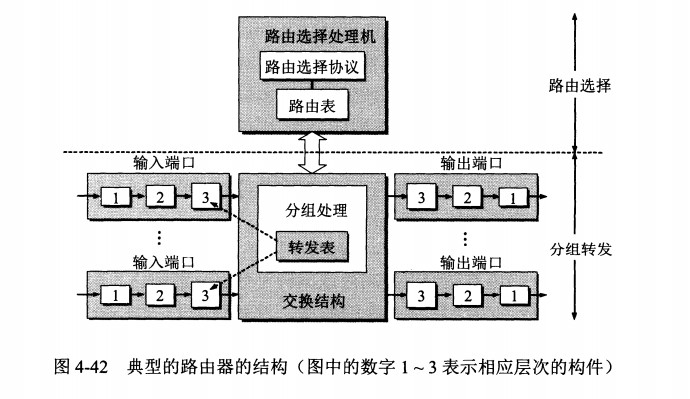 路由选择处理机
路由选择协议
路由表
路由选择
输入端口
输出端口
1 2 3
3 2 1
分组处理
转发表
⋮
⋮
分组转发
输入端口
输出端口
1 2 3
交换结构
3 2 1
图 4-42 典型的路由器的结构（图中的数字 1 ~ 3 表示相应层次的构件）